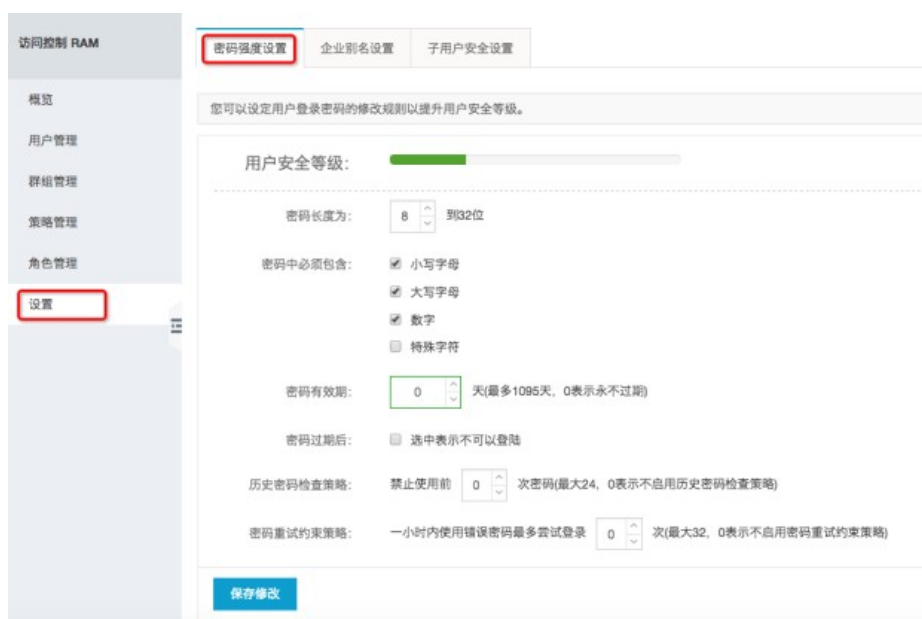 访问控制 RAM
概览
用户管理
群组管理
策略管理
角色管理
设置
密码强度设置 企业别名设置 子用户安全设置
您可以设定用户登录密码的修改规则以提升用户安全等级。
用户安全等级:
密码长度为: 8 到32位
密码中必须包含: 小写字母
大写字母
数字
特殊字符
密码有效期: 0 天(最多1095天，0表示永不过期)
密码过期后: 选中表示不可以登陆
历史密码检查策略: 禁止使用前 0 次密码(最大24，0表示不启用历史密码检查策略)
密码重试约束策略: 一小时内使用错误密码最多尝试登录 0 次(最大32，0表示不启用密码重试约束策略)
保存修改